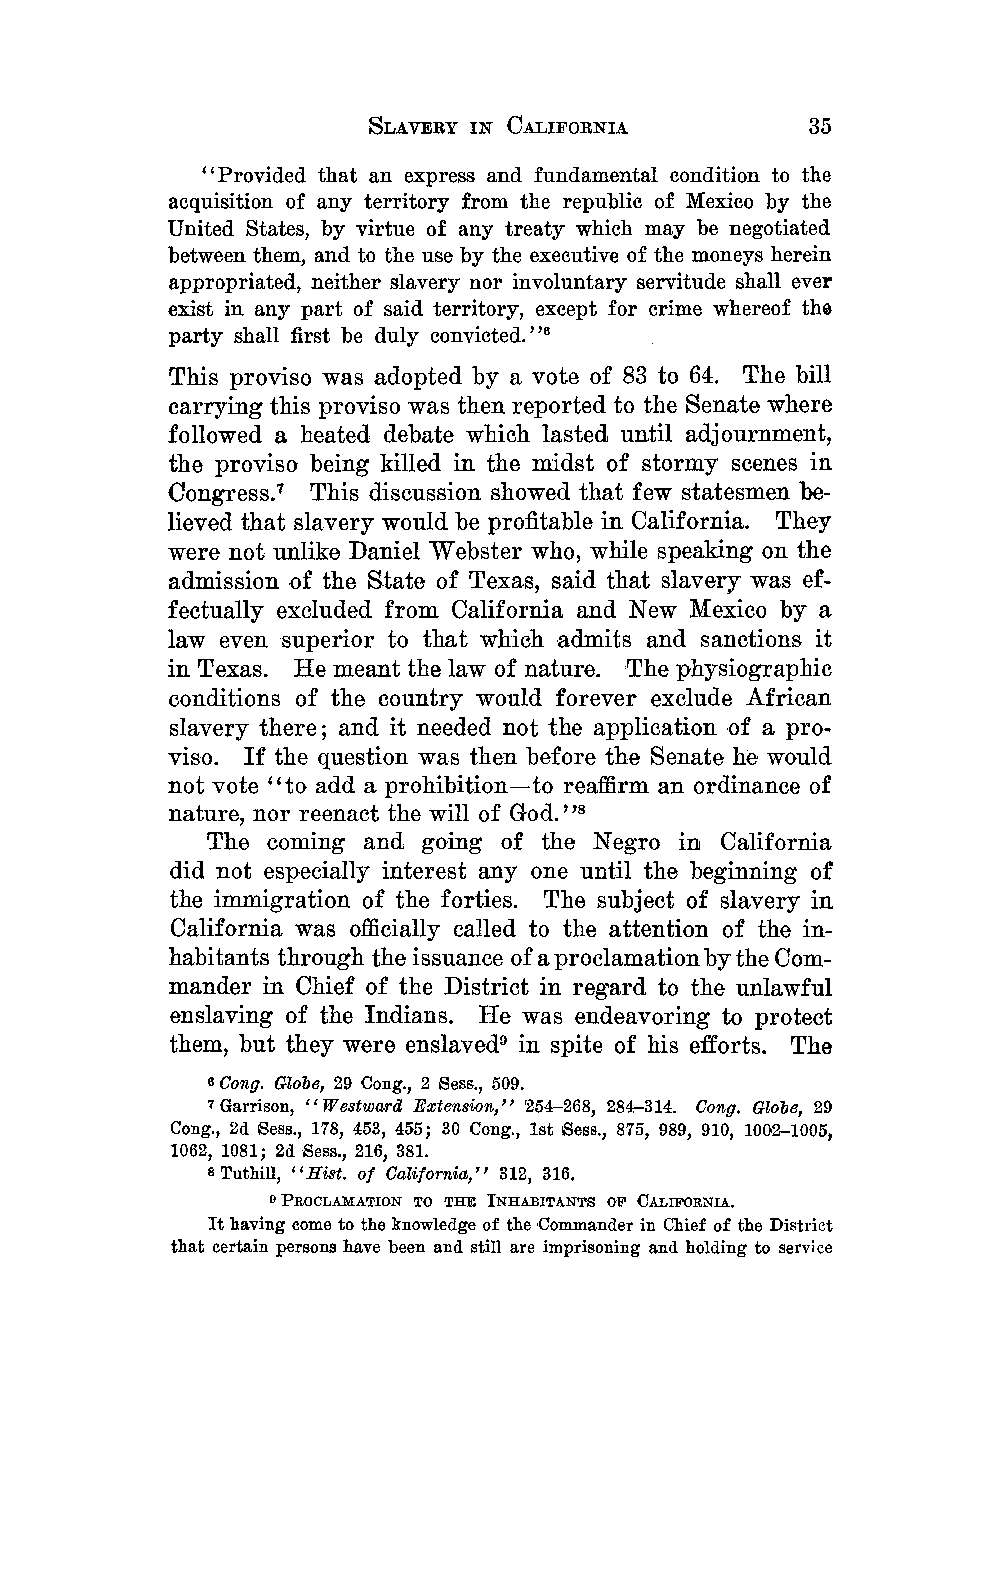 SLAVERY IN CALIFORNIA 35
“Provided that an express and fundamental condition to the
acquisition of any territory from the republic of Mexico by the
United States, by virtue of any treaty which may be negotiated
between them, and to the use by the executive of the moneys herein
appropriated, neither slavery nor involuntary servitude shall ever
exist in any part of said territory, except for crime whereof the
party shall first be duly convicted.”⁶
This proviso was adopted by a vote of 83 to 64. The bill
carrying this proviso was then reported to the Senate where
followed a heated debate which lasted until adjournment,
the proviso being killed in the midst of stormy scenes in
Congress.⁷ This discussion showed that few statesmen be-
lieved that slavery would be profitable in California. They
were not unlike Daniel Webster who, while speaking on the
admission of the State of Texas, said that slavery was ef-
fectually excluded from California and New Mexico by a
law even superior to that which admits and sanctions it
in Texas. He meant the law of nature. The physiographic
conditions of the country would forever exclude African
slavery there; and it needed not the application of a pro-
viso. If the question was then before the Senate he would
not vote “to add a prohibition—to reaffirm an ordinance of
nature, nor reenact the will of God.”⁸
The coming and going of the Negro in California
did not especially interest any one until the beginning of
the immigration of the forties. The subject of slavery in
California was officially called to the attention of the in-
habitants through the issuance of a proclamation by the Com-
mander in Chief of the District in regard to the unlawful
enslaving of the Indians. He was endeavoring to protect
them, but they were enslaved⁹ in spite of his efforts. The
⁶ Cong. Globe, 29 Cong., 2 Sess., 509.
⁷ Garrison, “Westward Extension,” 254–268, 284–314. Cong. Globe, 29
Cong., 2d Sess., 178, 453, 455; 30 Cong., 1st Sess., 875, 989, 910, 1002–1005,
1062, 1081; 2d Sess., 216, 381.
⁸ Tuthill, “Hist. of California,” 312, 316.
⁹ PROCLAMATION TO THE INHABITANTS OF CALIFORNIA.
It having come to the knowledge of the Commander in Chief of the District
that certain persons have been and still are imprisoning and holding to service